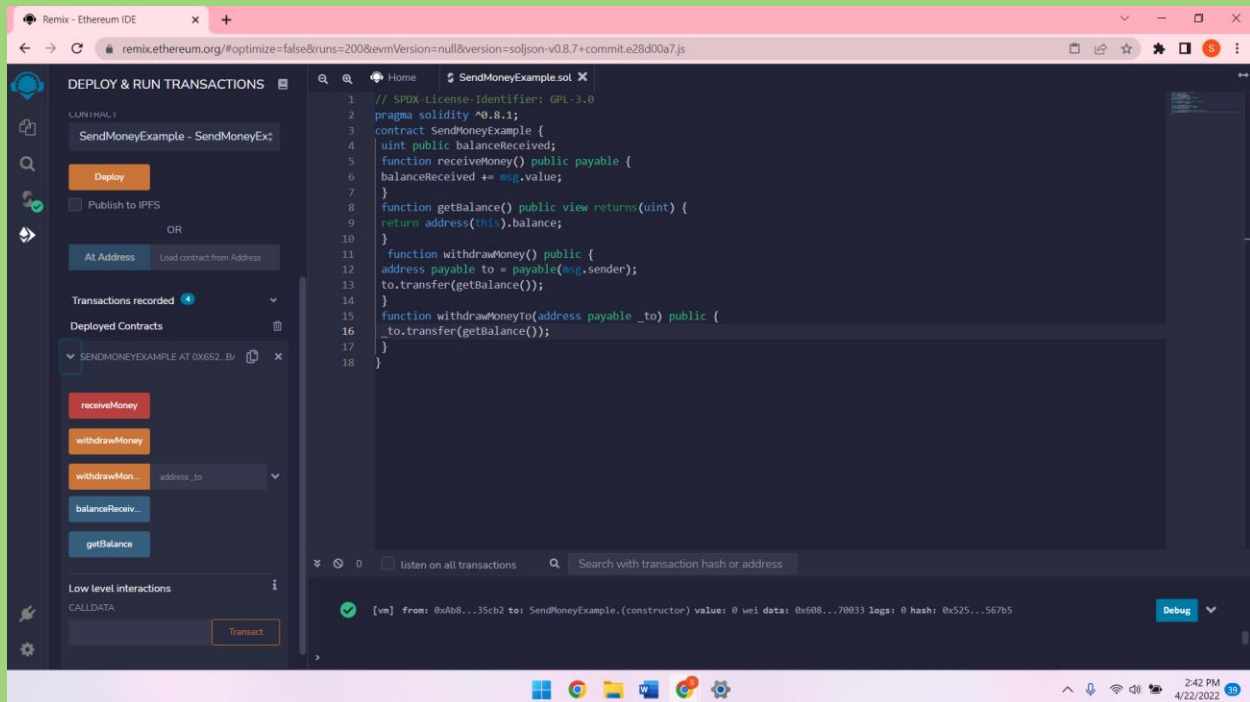 Remix - Ethereum IDE
remix.ethereum.org/#optimize=false&runs=200&evmVersion=null&version=soljson-v0.8.7+commit.e28d00a7.js
S
DEPLOY & RUN TRANSACTIONS
CONTRACT
SendMoneyExample - SendMoneyEx
Deploy
Publish to IPFS
OR
At Address Load contract from Address
Transactions recorded 4
Deployed Contracts
SENDMONEYEXAMPLE AT 0X652...B
receiveMoney
withdrawMoney
withdrawMon... address _to
balanceReceiv...
getBalance
Low level interactions i
CALLDATA
Transact
Home SendMoneyExample.sol
1 // SPDX-License-Identifier: GPL-3.0
2 pragma solidity ^0.8.1;
3 contract SendMoneyExample {
4 uint public balanceReceived;
5 function receiveMoney() public payable {
6 balanceReceived += msg.value;
7 }
8 function getBalance() public view returns(uint) {
9 return address(this).balance;
10 }
11 function withdrawMoney() public {
12 address payable to = payable(msg.sender);
13 to.transfer(getBalance());
14 }
15 function withdrawMoneyTo(address payable _to) public {
16 _to.transfer(getBalance());
17 }
18 }
0 listen on all transactions Search with transaction hash or address
[vm] from: 0xAb8...35cb2 to: SendMoneyExample.(constructor) value: 0 wei data: 0x608...70033 logs: 0 hash: 0x525...567b5
Debug
>
2:42 PM
4/22/2022
39